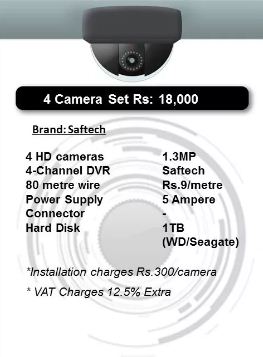 4 Camera Set Rs: 18,000
Brand: Saftech
4 HD cameras 1.3MP
4-Channel DVR Saftech
80 metre wire Rs.9/metre
Power Supply 5 Ampere
Connector -
Hard Disk 1TB
(WD/Seagate)
*Installation charges Rs.300/camera
* VAT Charges 12.5% Extra